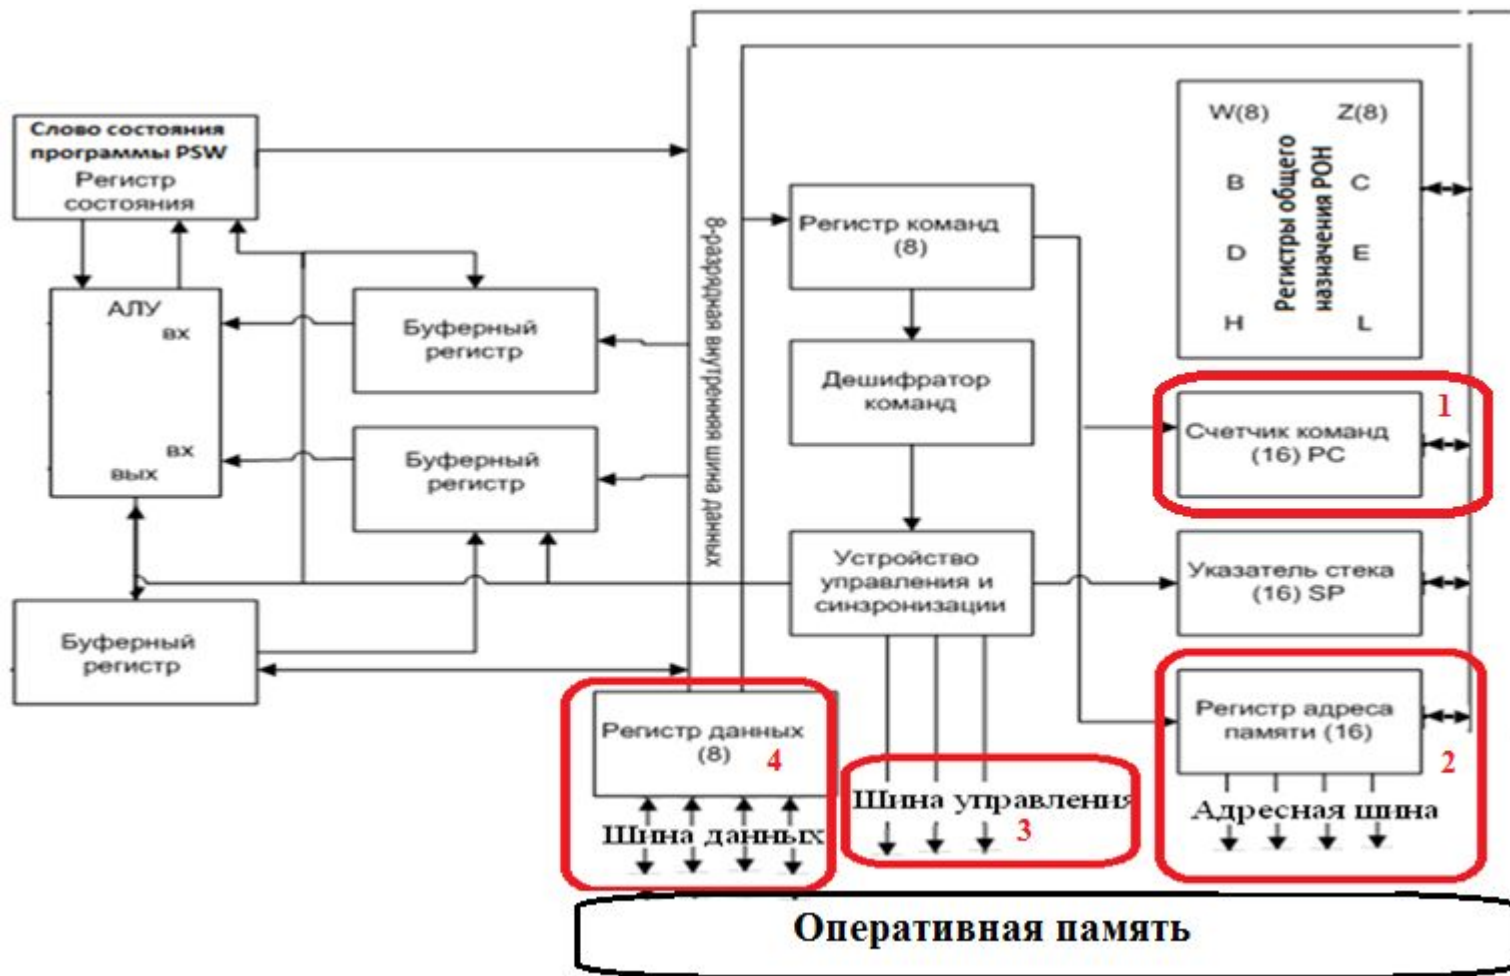 Слово состояния
программы PSW
Регистр
состояния
АЛУ
вх
вх
вых
Буферный
регистр
Буферный
регистр
Буферный
регистр
8-разрядная внутренняя шина данных
Регистр команд
(8)
Дешифратор
команд
Устройство
управления и
синзронизации
W(8) Z(8)
B C
D E
H L
Регистры общего
назначения РОН
1
Счетчик команд
(16) PC
Указатель стека
(16) SP
Регистр адреса
памяти (16)
2
Адресная шина
Регистр данных
(8) 4
Шина данных
Шина управления
3
Оперативная память